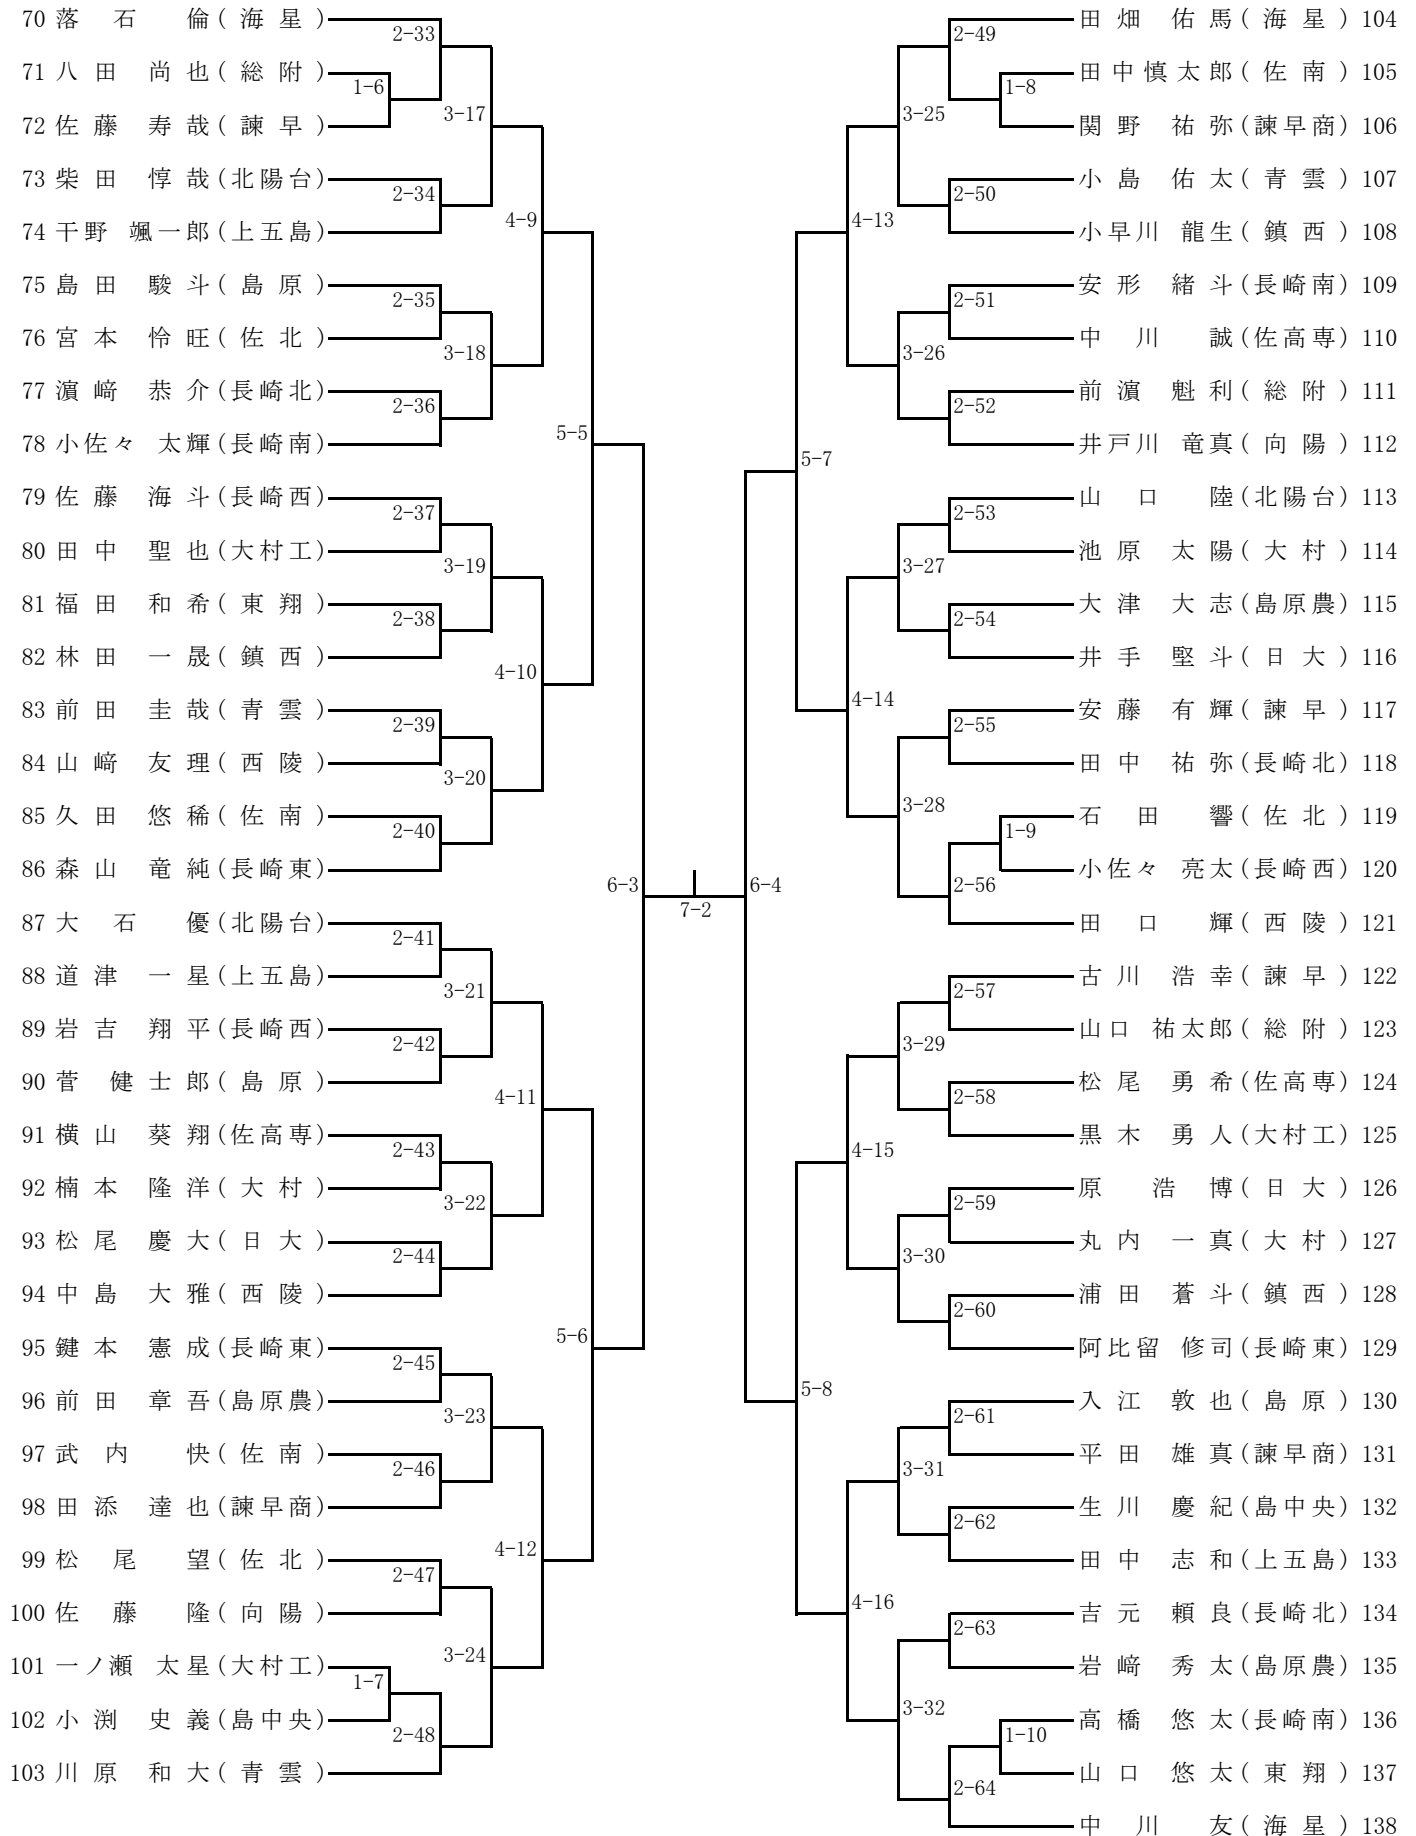 70 落石 倫(海星)
71 八田 尚也(総附)
72 佐藤 寿哉(諫早)
73 柴田 惇哉(北陽台)
74 干野 颯一郎(上五島)
75 島田 駿斗(島原)
76 宮本 怜旺(佐北)
77 濵﨑 恭介(長崎北)
78 小佐々 太輝(長崎南)
79 佐藤 海斗(長崎西)
80 田中 聖也(大村工)
81 福田 和希(東翔)
82 林田 一晟(鎮西)
83 前田 圭哉(青雲)
84 山﨑 友理(西陵)
85 久田 悠稀(佐南)
86 森山 竜純(長崎東)
87 大石 優(北陽台)
88 道津 一星(上五島)
89 岩吉 翔平(長崎西)
90 菅 健士郎(島原)
91 横山 葵翔(佐高専)
92 楠本 隆洋(大村)
93 松尾 慶大(日大)
94 中島 大雅(西陵)
95 鍵本 憲成(長崎東)
96 前田 章吾(島原農)
97 武内 快(佐南)
98 田添 達也(諫早商)
99 松尾 望(佐北)
100 佐藤 隆(向陽)
101 一ノ瀬 太星(大村工)
102 小渕 史義(島中央)
103 川原 和大(青雲)
1-6
1-7
2-33
2-34
2-35
2-36
2-37
2-38
2-39
2-40
2-41
2-42
2-43
2-44
2-45
2-46
2-47
2-48
3-17
3-18
3-19
3-20
3-21
3-22
3-23
3-24
4-9
4-10
4-11
4-12
5-5
5-6
6-3
7-2
6-4
5-7
5-8
4-13
4-14
4-15
4-16
3-25
3-26
3-27
3-28
3-29
3-30
3-31
3-32
2-49
2-50
2-51
2-52
2-53
2-54
2-55
2-56
2-57
2-58
2-59
2-60
2-61
2-62
2-63
2-64
1-8
1-9
1-10
田畑 佑馬(海星) 104
田中慎太郎(佐南) 105
関野 祐弥(諫早商) 106
小島 佑太(青雲) 107
小早川 龍生(鎮西) 108
安形 緒斗(長崎南) 109
中川 誠(佐高専) 110
前濵 魁利(総附) 111
井戸川 竜真(向陽) 112
山口 陸(北陽台) 113
池原 太陽(大村) 114
大津 大志(島原農) 115
井手 堅斗(日大) 116
安藤 有輝(諫早) 117
田中 祐弥(長崎北) 118
石田 響(佐北) 119
小佐々 亮太(長崎西) 120
田口 輝(西陵) 121
古川 浩幸(諫早) 122
山口 祐太郎(総附) 123
松尾 勇希(佐高専) 124
黒木 勇人(大村工) 125
原 浩博(日大) 126
丸内 一真(大村) 127
浦田 蒼斗(鎮西) 128
阿比留 修司(長崎東) 129
入江 敦也(島原) 130
平田 雄真(諫早商) 131
生川 慶紀(島中央) 132
田中 志和(上五島) 133
吉元 頼良(長崎北) 134
岩﨑 秀太(島原農) 135
高橋 悠太(長崎南) 136
山口 悠太(東翔) 137
中川 友(海星) 138